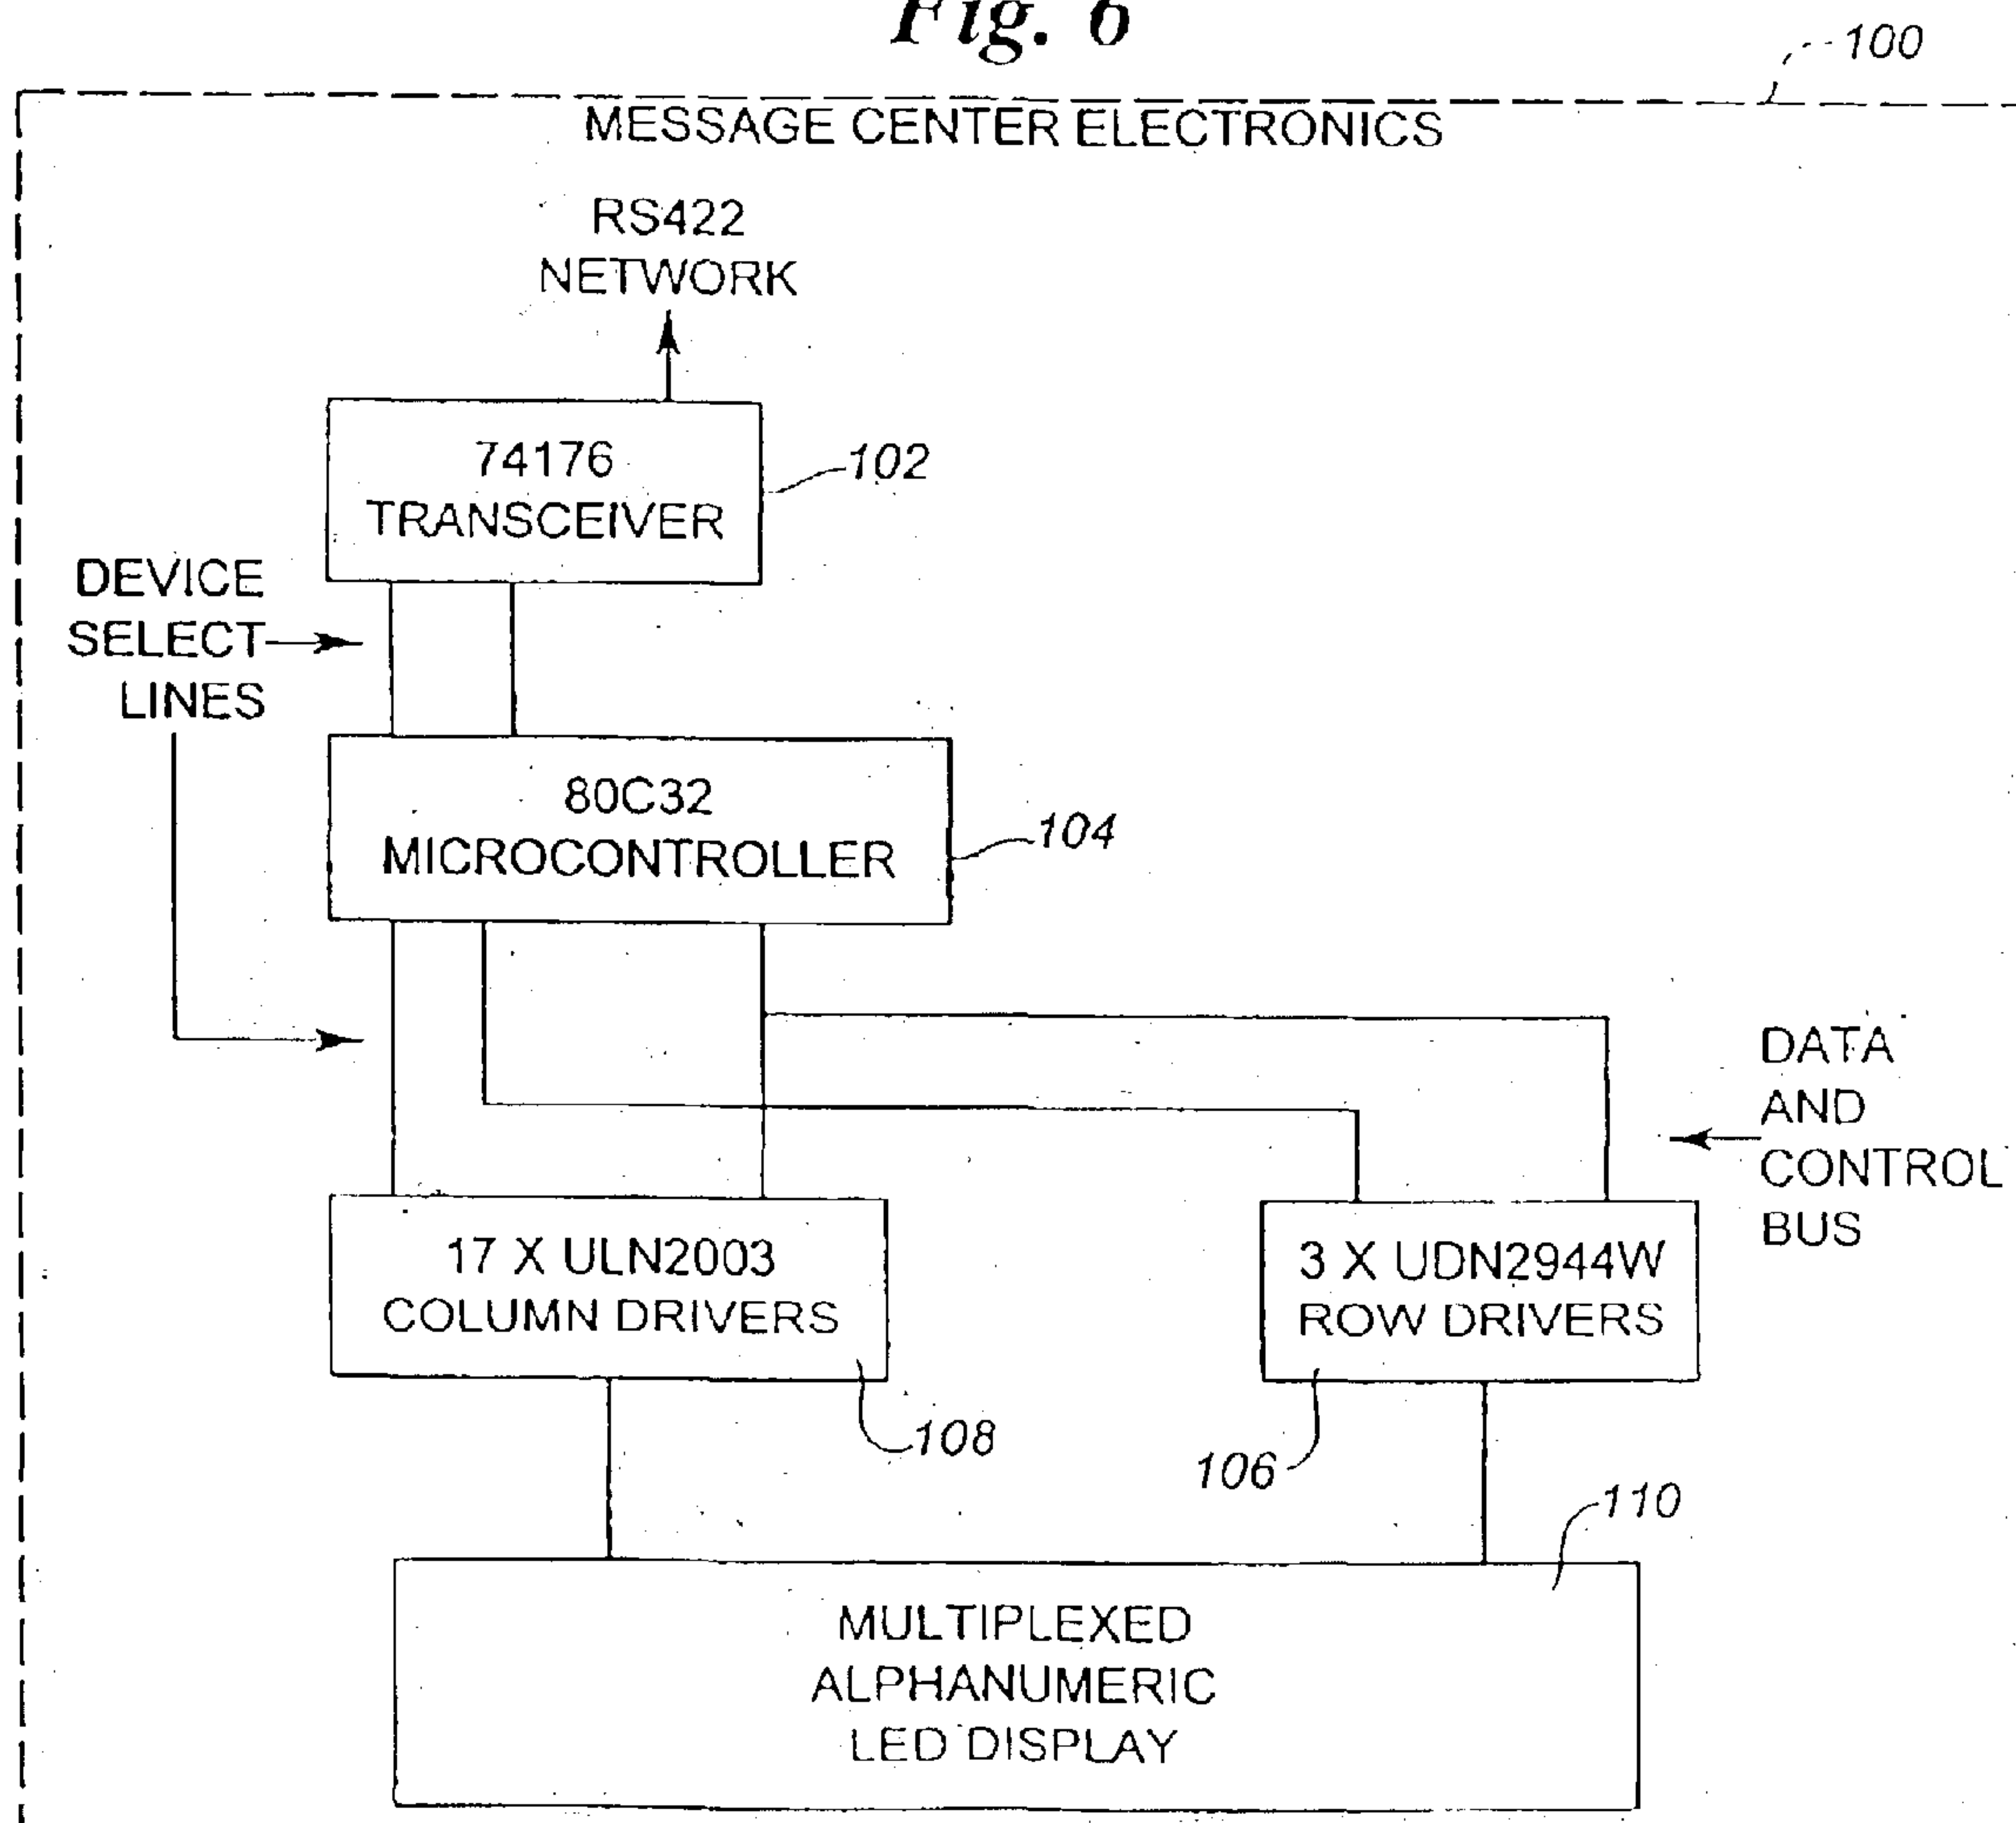 Fig. 6
100
MESSAGE CENTER ELECTRONICS
RS422
NETWORK
74176
TRANSCEIVER
102
DEVICE
SELECT
LINES
80C32
MICROCONTROLLER
104
DATA
AND
CONTROL
BUS
17 X ULN2003
COLUMN DRIVERS
108
3 X UDN2944W
ROW DRIVERS
106
110
MULTIPLEXED
ALPHANUMERIC
LED DISPLAY